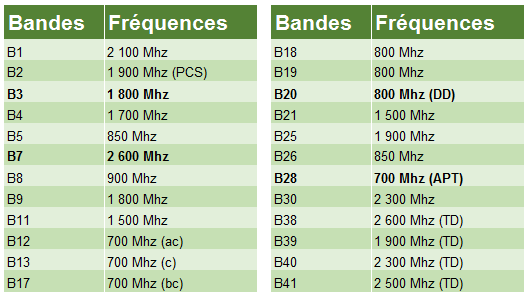 Bandes Fréquences
B1 2 100 Mhz
B2 1 900 Mhz (PCS)
B3 1 800 Mhz
B4 1 700 Mhz
B5 850 Mhz
B7 2 600 Mhz
B8 900 Mhz
B9 1 800 Mhz
B11 1 500 Mhz
B12 700 Mhz (ac)
B13 700 Mhz (c)
B17 700 Mhz (bc)
Bandes Fréquences
B18 800 Mhz
B19 800 Mhz
B20 800 Mhz (DD)
B21 1 500 Mhz
B25 1 900 Mhz
B26 850 Mhz
B28 700 Mhz (APT)
B30 2 300 Mhz
B38 2 600 Mhz (TD)
B39 1 900 Mhz (TD)
B40 2 300 Mhz (TD)
B41 2 500 Mhz (TD)